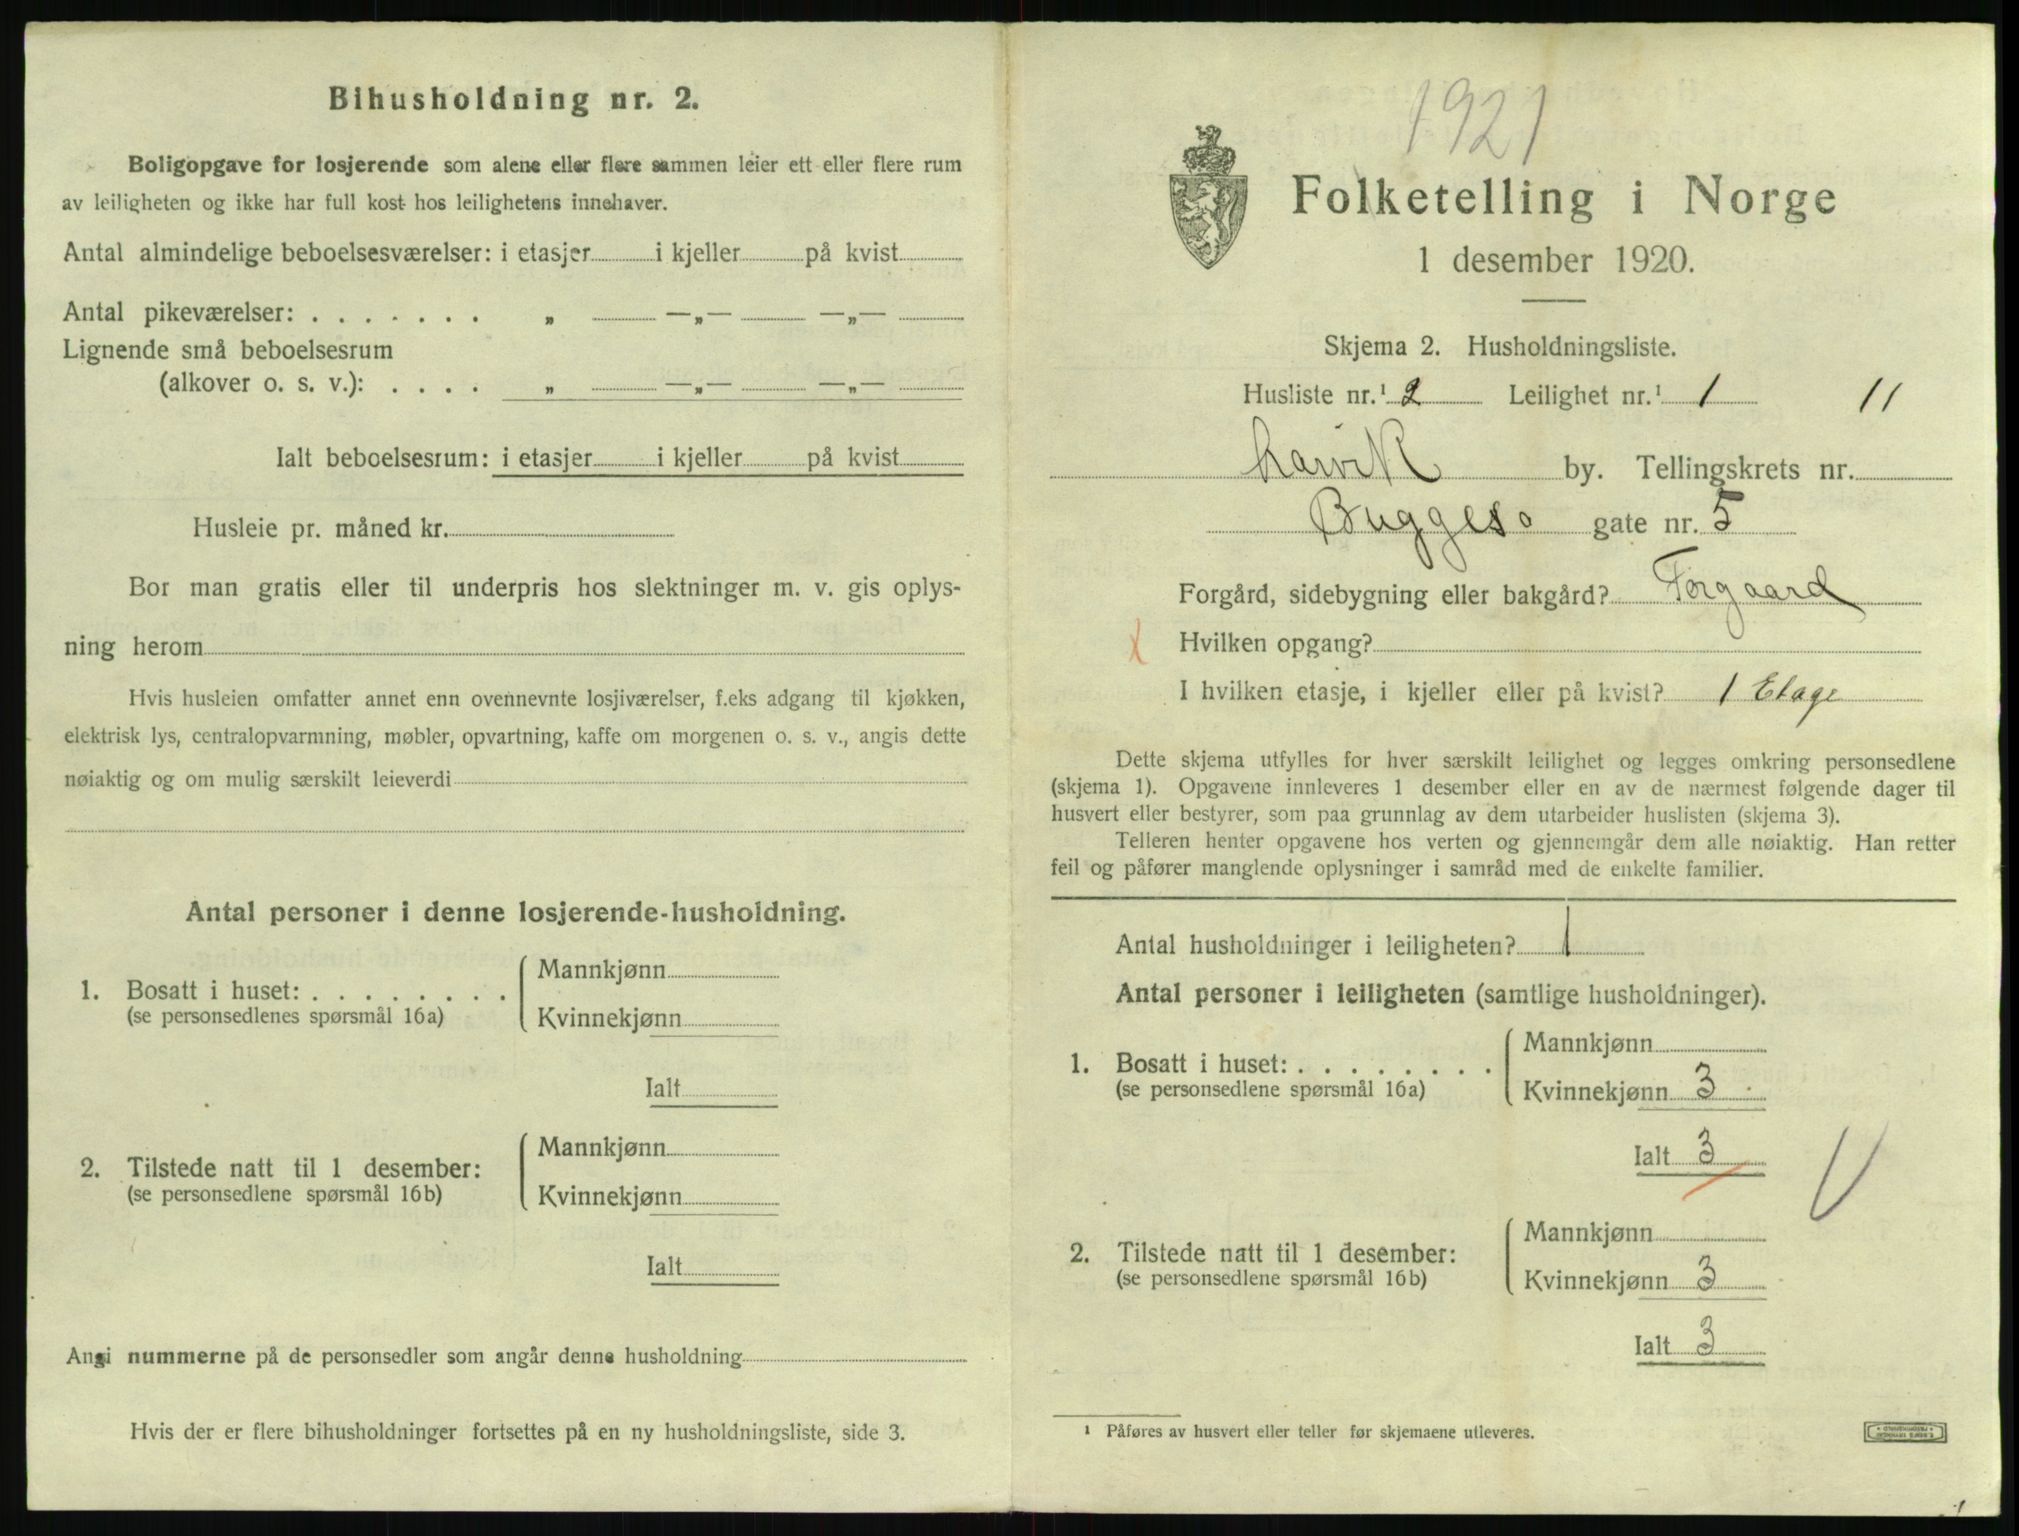 Bihusholdning nr. 2.
Boligopgave for losjerende som alene eller flere sammen leier ett eller flere rum
av leiligheten og ikke har full kost hos leilighetens innehaver.
Antal almindelige beboelsesværelser: i etasjer i kjeller på kvist
Antal pikeværelser: . . . . . . . „ —„— —„—
Lignende små beboelsesrum
(alkover o. s. v.): . . . . „ —„— —„—
Ialt beboelsesrum: i etasjer i kjeller på kvist
Husleie pr. måned kr.
Bor man gratis eller til underpris hos slektninger m. v. gis oplys-
ning herom
Hvis husleien omfatter annet enn ovennevnte losjiværelser, f.eks adgang til kjøkken,
elektrisk lys, centralopvarmning, møbler, opvartning, kaffe om morgenen o. s. v., angis dette
nøiaktig og om mulig særskilt leieverdi
Antal personer i denne losjerende-husholdning.
1. Bosatt i huset: . . . . . . . . Mannkjønn
(se personsedlenes spørsmål 16a) Kvinnekjønn
Ialt
2. Tilstede natt til 1 desember: Mannkjønn
(se personsedlene spørsmål 16b) Kvinnekjønn
Ialt
Angi nummerne på de personsedler som angår denne husholdning
Hvis der er flere bihusholdninger fortsettes på en ny husholdningsliste, side 3.
1921
Folketelling i Norge
1 desember 1920.
Skjema 2. Husholdningsliste.
Husliste nr.¹ 2 Leilighet nr.¹ 1 11
Larvik by. Tellingskrets nr.
Bugges gate nr. 5
Forgård, sidebygning eller bakgård? Forgaard
Hvilken opgang?
I hvilken etasje, i kjeller eller på kvist? 1 Etage
Dette skjema utfylles for hver særskilt leilighet og legges omkring personsedlene
(skjema 1). Opgavene innleveres 1 desember eller en av de nærmest følgende dager til
husvert eller bestyrer, som paa grunnlag av dem utarbeider huslisten (skjema 3).
Telleren henter opgavene hos verten og gjennemgår dem alle nøiaktig. Han retter
feil og påfører manglende oplysninger i samråd med de enkelte familier.
Antal husholdninger i leiligheten? 1
Antal personer i leiligheten (samtlige husholdninger).
1. Bosatt i huset: . . . . . . . . Mannkjønn
(se personsedlene spørsmål 16a) Kvinnekjønn 3
Ialt 3
2. Tilstede natt til 1 desember: Mannkjønn
(se personsedlene spørsmål 16b) Kvinnekjønn 3
Ialt 3
¹ Påføres av husvert eller teller før skjemaene utleveres.